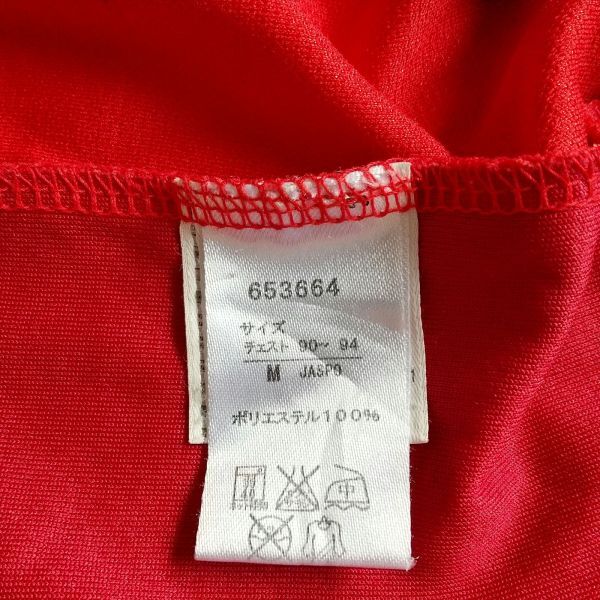 653664
サイズ
チェスト 90~ 94
M JASPO
ポリエステル100%
中